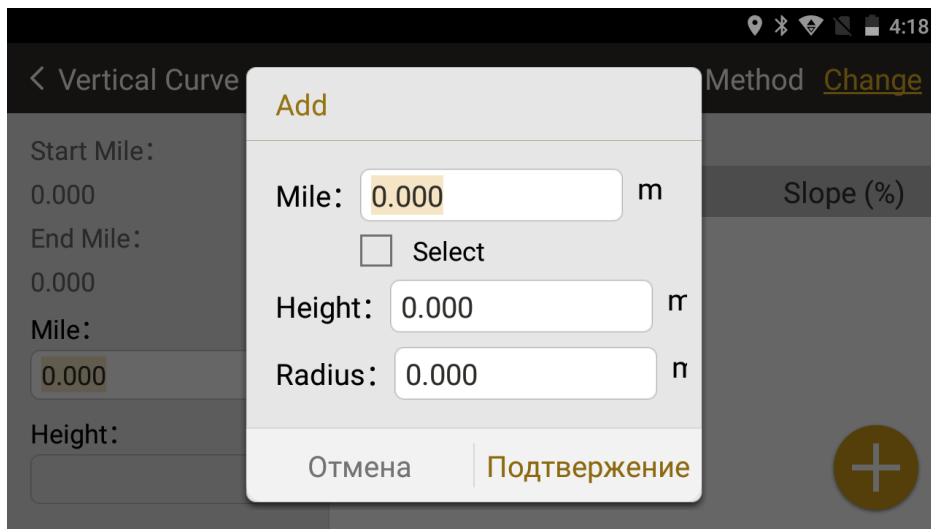 4:18
Vertical Curve
Method Change
Start Mile:
0.000
End Mile:
0.000
Mile:
0.000
Height:
Slope (%)
Add
Mile: 0.000 m
Select
Height: 0.000 m
Radius: 0.000 m
Отмена Подтвержение